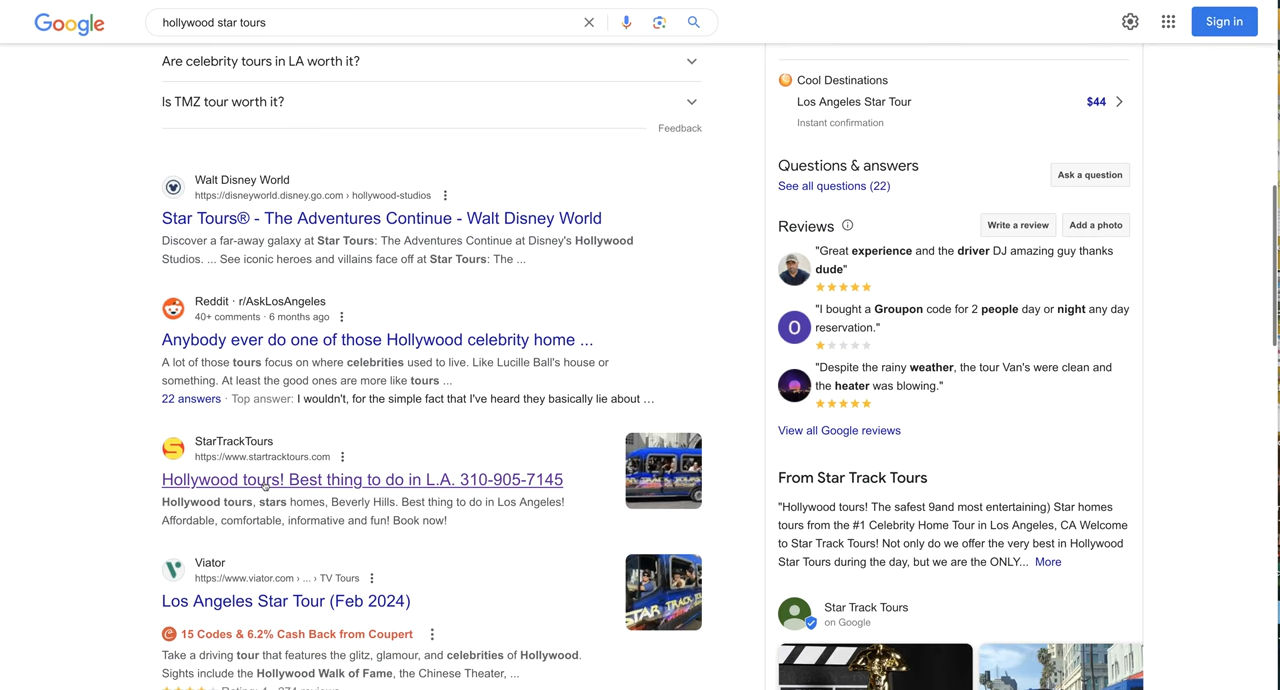 Google
hollywood star tours
Sign in
Are celebrity tours in LA worth it?
Is TMZ tour worth it?
Feedback
Walt Disney World
https://disneyworld.disney.go.com › hollywood-studios
Star Tours® - The Adventures Continue - Walt Disney World
Discover a far-away galaxy at Star Tours: The Adventures Continue at Disney's Hollywood
Studios. ... See iconic heroes and villains face off at Star Tours: The ...
Reddit · r/AskLosAngeles
40+ comments · 6 months ago
Anybody ever do one of those Hollywood celebrity home ...
A lot of those tours focus on where celebrities used to live. Like Lucille Ball's house or
something. At least the good ones are more like tours ...
22 answers · Top answer: I wouldn't, for the simple fact that I've heard they basically lie about ...
StarTrackTours
https://www.startracktours.com
Hollywood tours! Best thing to do in L.A. 310-905-7145
Hollywood tours, stars homes, Beverly Hills. Best thing to do in Los Angeles!
Affordable, comfortable, informative and fun! Book now!
Viator
https://www.viator.com › ... › TV Tours
Los Angeles Star Tour (Feb 2024)
15 Codes & 6.2% Cash Back from Coupert
Take a driving tour that features the glitz, glamour, and celebrities of Hollywood.
Sights include the Hollywood Walk of Fame, the Chinese Theater, ...
STAR TRACK
Cool Destinations
Los Angeles Star Tour
$44
Instant confirmation
Questions & answers
See all questions (22)
Ask a question
Reviews
Write a review
Add a photo
"Great experience and the driver DJ amazing guy thanks
dude"
O
"I bought a Groupon code for 2 people day or night any day
reservation."
"Despite the rainy weather, the tour Van's were clean and
the heater was blowing."
View all Google reviews
From Star Track Tours
"Hollywood tours! The safest 9and most entertaining) Star homes
tours from the #1 Celebrity Home Tour in Los Angeles, CA Welcome
to Star Track Tours! Not only do we offer the very best in Hollywood
Star Tours during the day, but we are the ONLY... More
Star Track Tours
on Google